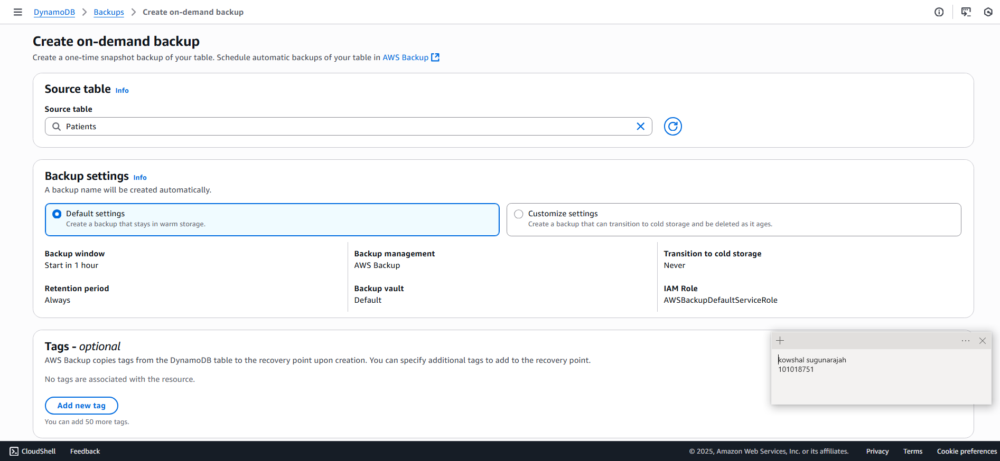 DynamoDB > Backups > Create on-demand backup
Create on-demand backup
Create a one-time snapshot backup of your table. Schedule automatic backups of your table in AWS Backup
Source table Info
Source table
Patients
Backup settings Info
A backup name will be created automatically.
Default settings
Create a backup that stays in warm storage.
Customize settings
Create a backup that can transition to cold storage and be deleted as it ages.
Backup window
Start in 1 hour
Backup management
AWS Backup
Transition to cold storage
Never
Retention period
Always
Backup vault
Default
IAM Role
AWSBackupDefaultServiceRole
Tags - optional
AWS Backup copies tags from the DynamoDB table to the recovery point upon creation. You can specify additional tags to add to the recovery point.
No tags are associated with the resource.
Add new tag
You can add 50 more tags.
kowshal sugunarajah
101018751
CloudShell Feedback © 2025, Amazon Web Services, Inc. or its affiliates. Privacy Terms Cookie preferences